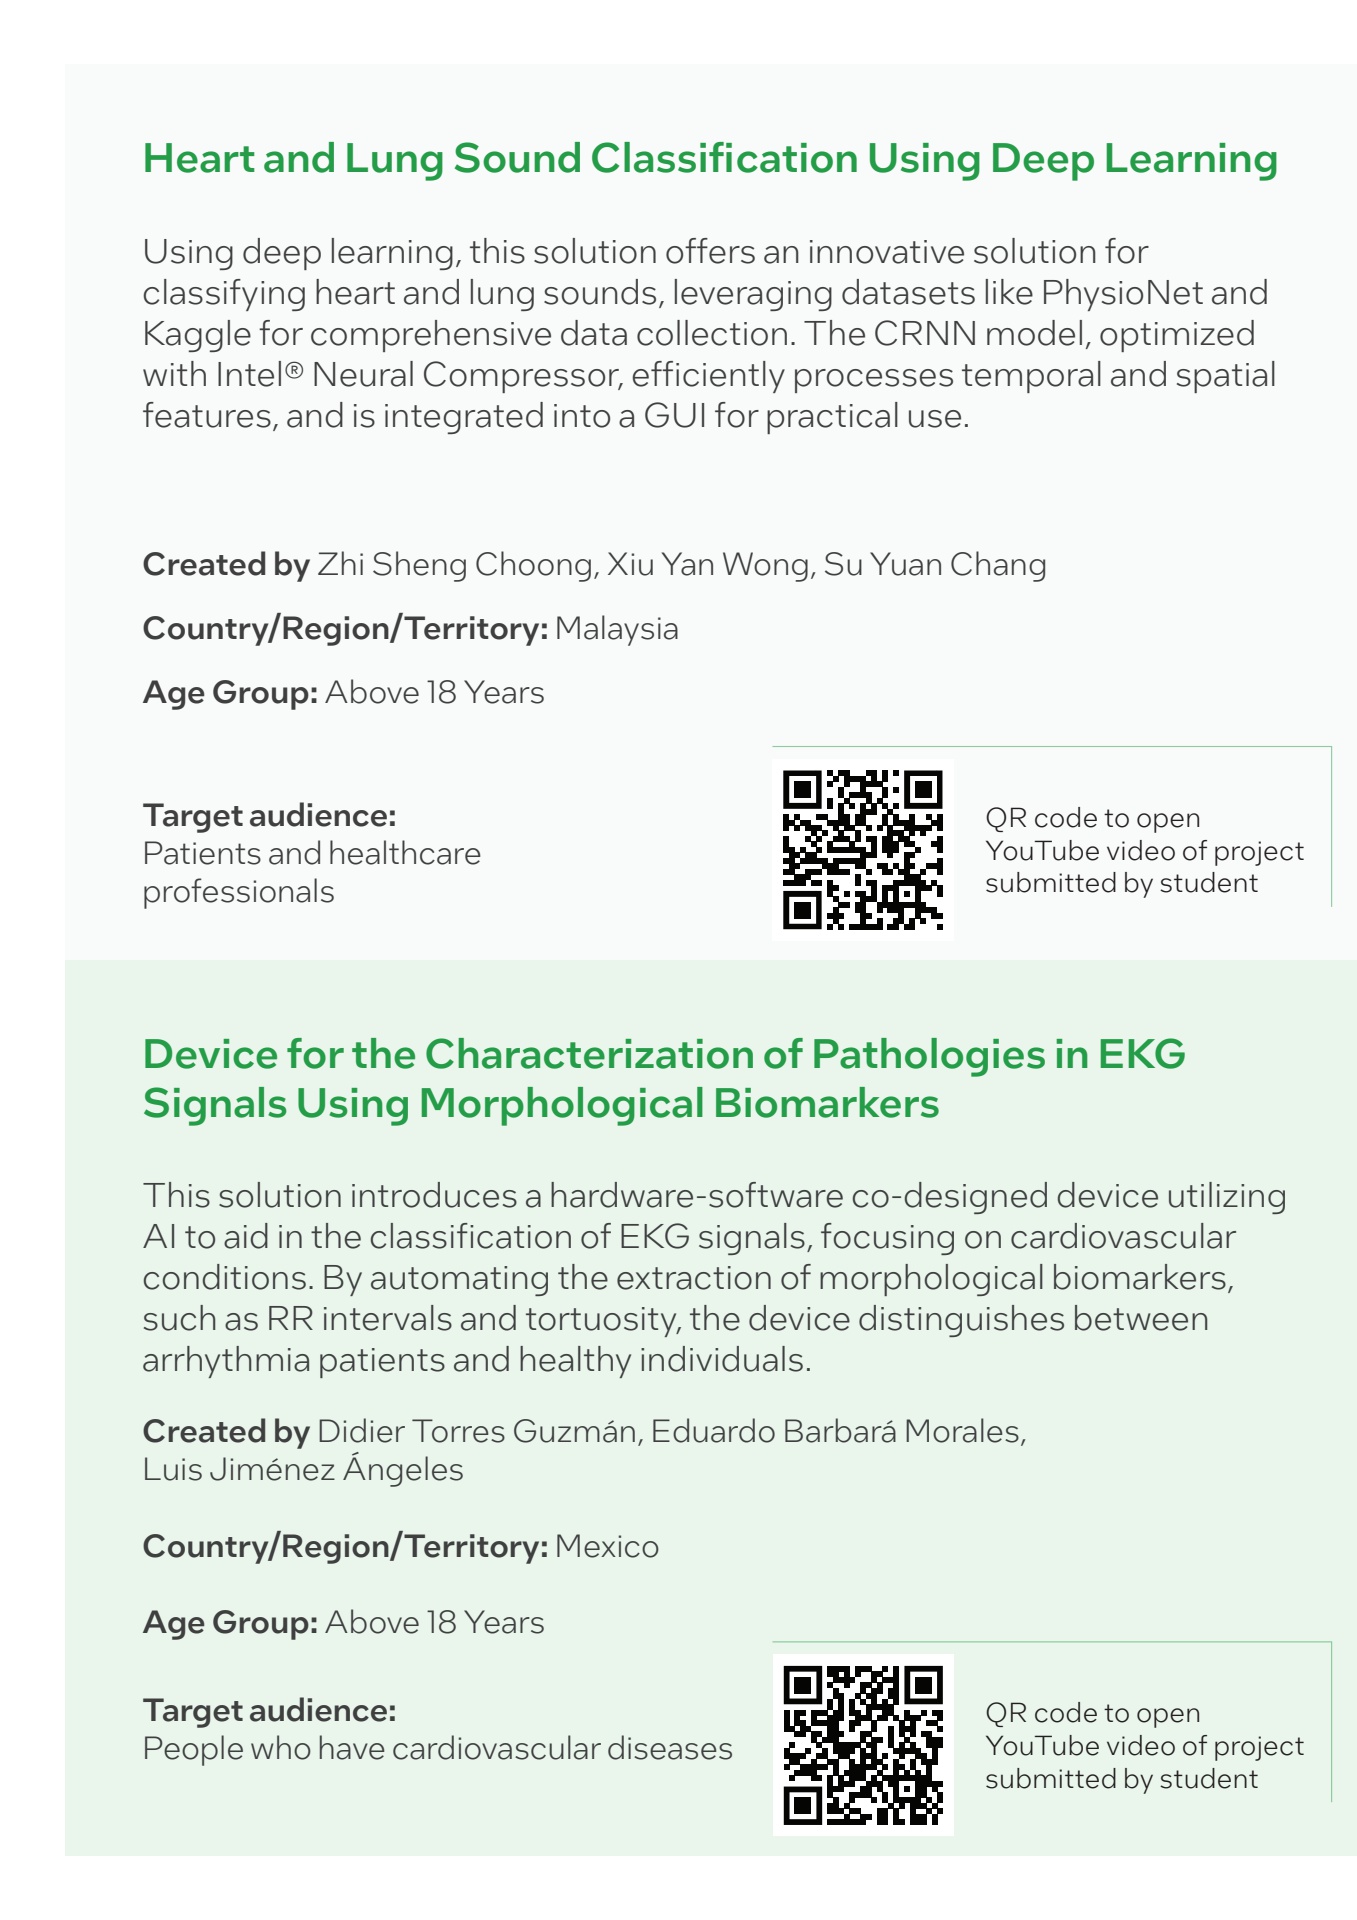 Heart and Lung Sound Classification Using Deep Learning
Using deep learning, this solution offers an innovative solution for
classifying heart and lung sounds, leveraging datasets like PhysioNet and
Kaggle for comprehensive data collection. The CRNN model, optimized
with Intel® Neural Compressor, efficiently processes temporal and spatial
features, and is integrated into a GUI for practical use.
Created by Zhi Sheng Choong, Xiu Yan Wong, Su Yuan Chang
Country/Region/Territory: Malaysia
Age Group: Above 18 Years
Target audience:
Patients and healthcare
professionals
QR code to open
YouTube video of project
submitted by student
Device for the Characterization of Pathologies in EKG
Signals Using Morphological Biomarkers
This solution introduces a hardware-software co-designed device utilizing
AI to aid in the classification of EKG signals, focusing on cardiovascular
conditions. By automating the extraction of morphological biomarkers,
such as RR intervals and tortuosity, the device distinguishes between
arrhythmia patients and healthy individuals.
Created by Didier Torres Guzmán, Eduardo Barbará Morales,
Luis Jiménez Ángeles
Country/Region/Territory: Mexico
Age Group: Above 18 Years
Target audience:
People who have cardiovascular diseases
QR code to open
YouTube video of project
submitted by student